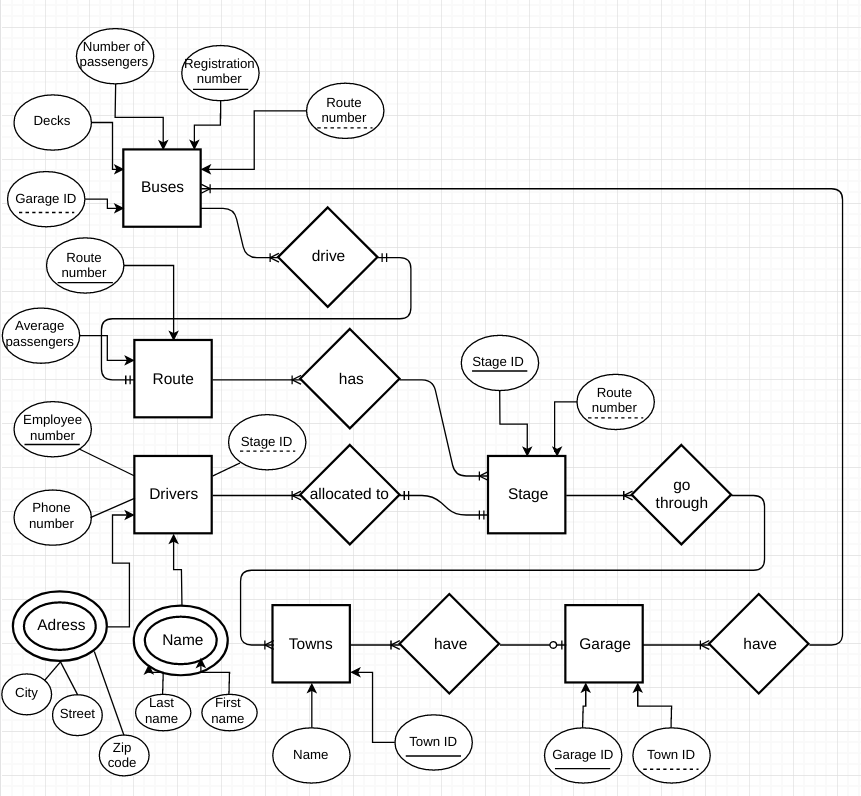 Number of
passengers
Registration
number
Route
number
Decks
Buses
Garage ID
drive
Route
number
Average
passengers
Route
has
Stage ID
Route
number
Employee
number
Stage ID
Drivers
allocated to
Stage
go
through
Phone
number
Adress
Name
Towns
have
Garage
have
City
Street
Last
name
First
name
Zip
code
Name
Town ID
Garage ID
Town ID